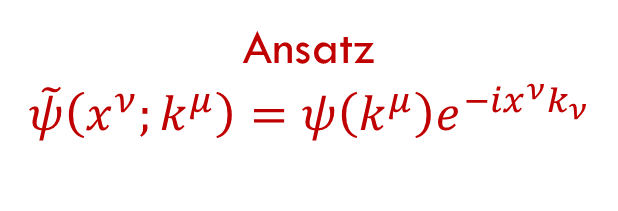 Ansatz
ψ̃(x^ν; k^μ) = ψ(k^μ)e^{−ix^ν k_ν}